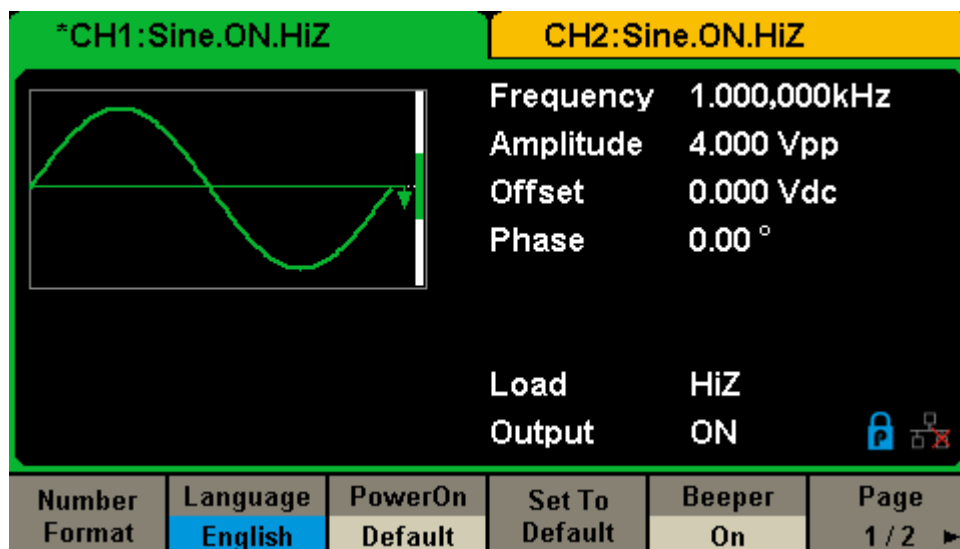 *CH1:Sine.ON.HiZ
CH2:Sine.ON.HiZ
Frequency 1.000,000kHz
Amplitude 4.000 Vpp
Offset 0.000 Vdc
Phase 0.00 °
Load HiZ
Output ON
P
Number Format
Language English
PowerOn Default
Set To Default
Beeper On
Page 1/2 ►